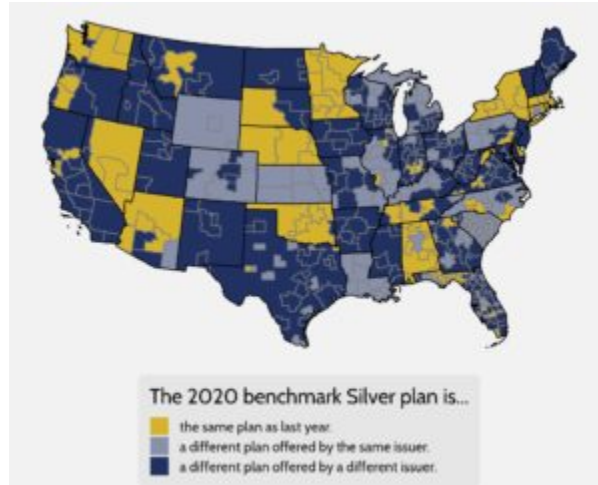 The 2020 benchmark Silver plan is...
the same plan as last year.
a different plan offered by the same issuer.
a different plan offered by a different issuer.